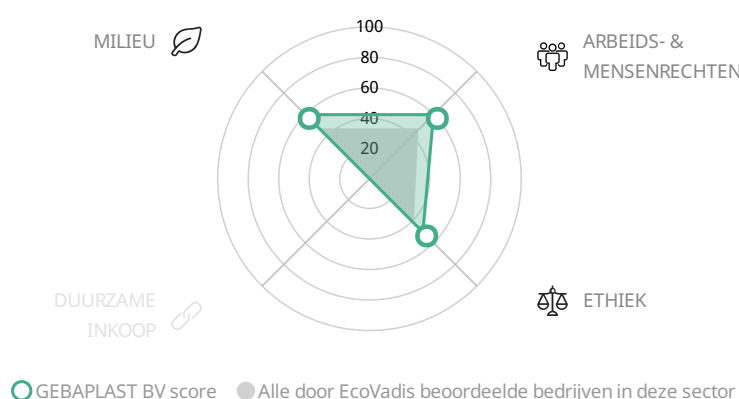 MILIEU
100
80
60
40
20
ARBEIDS- &
MENSENRECHTEN
DUURZAME
INKOOP
ETHIEK
GEBAPLAST BV score
Alle door EcoVadis beoordeelde bedrijven in deze sector